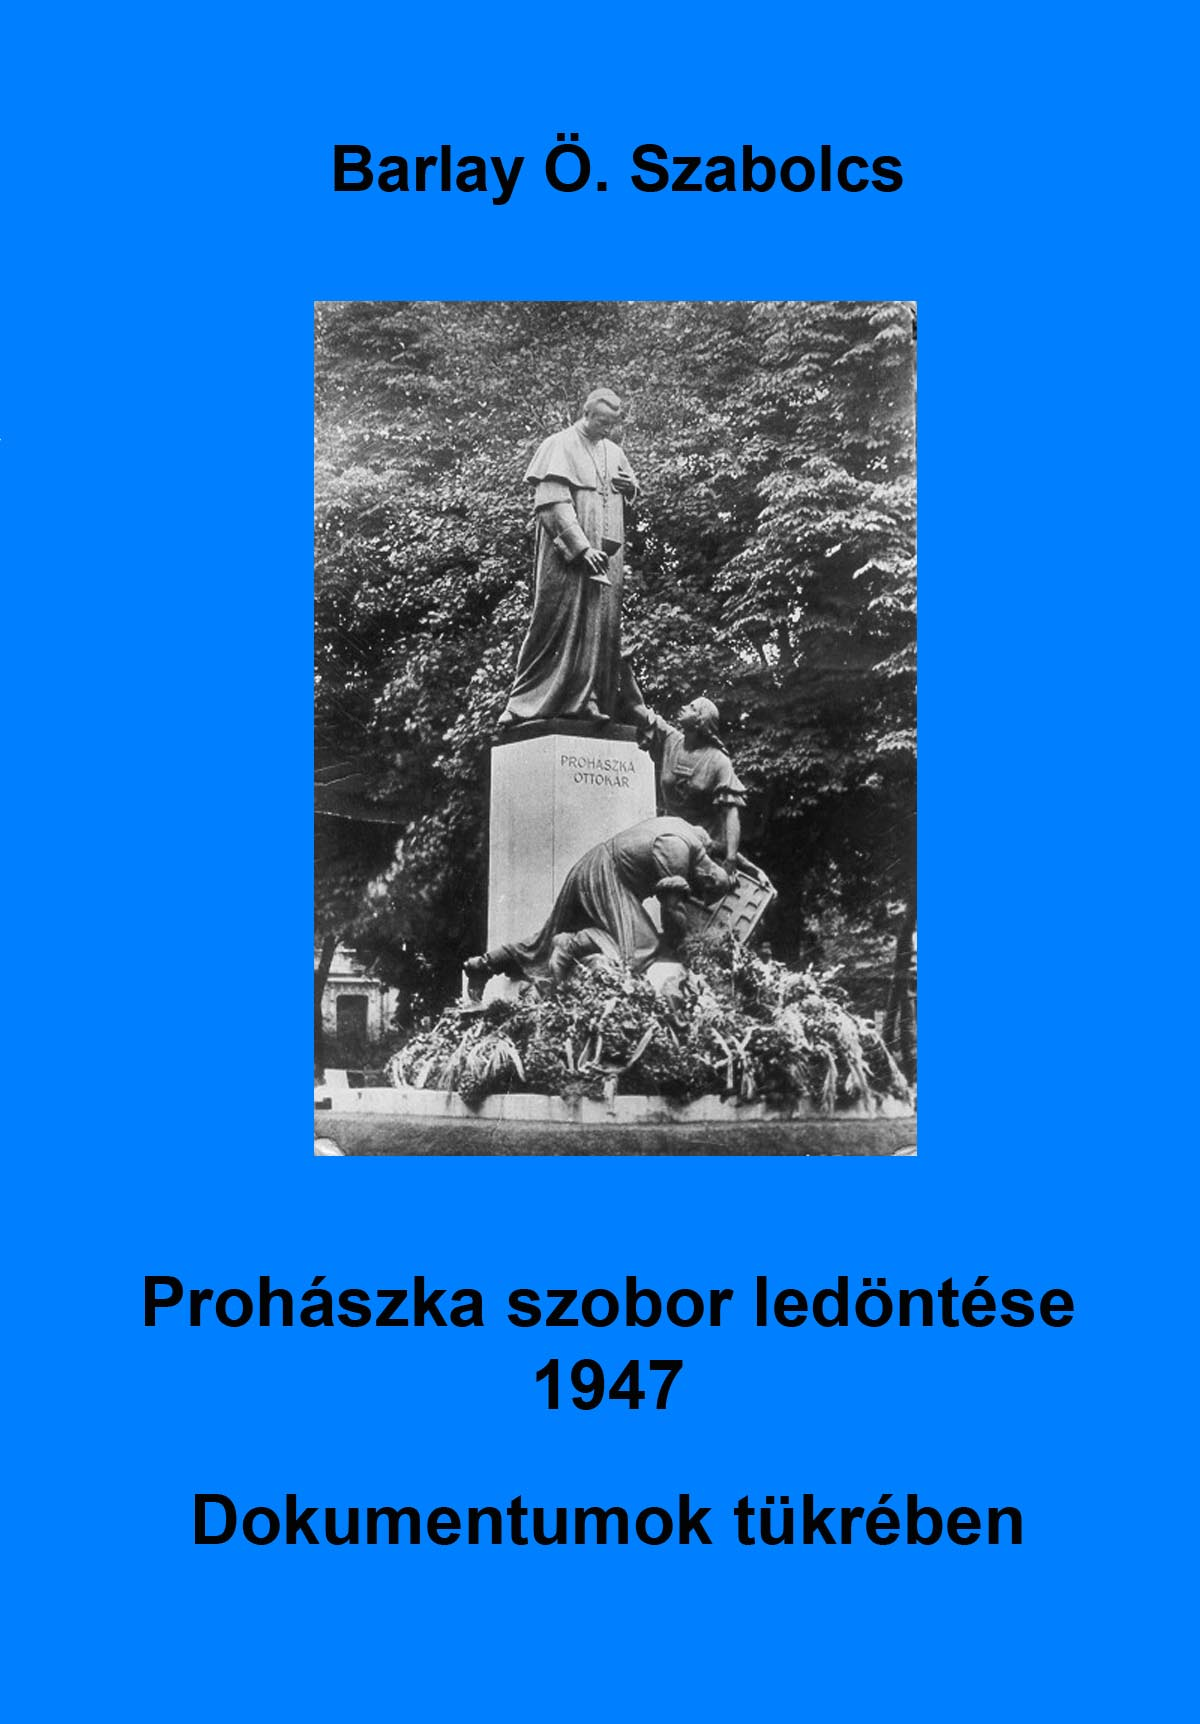 Barlay Ö. Szabolcs
PROHÁSZKA
OTTOKÁR
Prohászka szobor ledöntése
1947
Dokumentumok tükrében